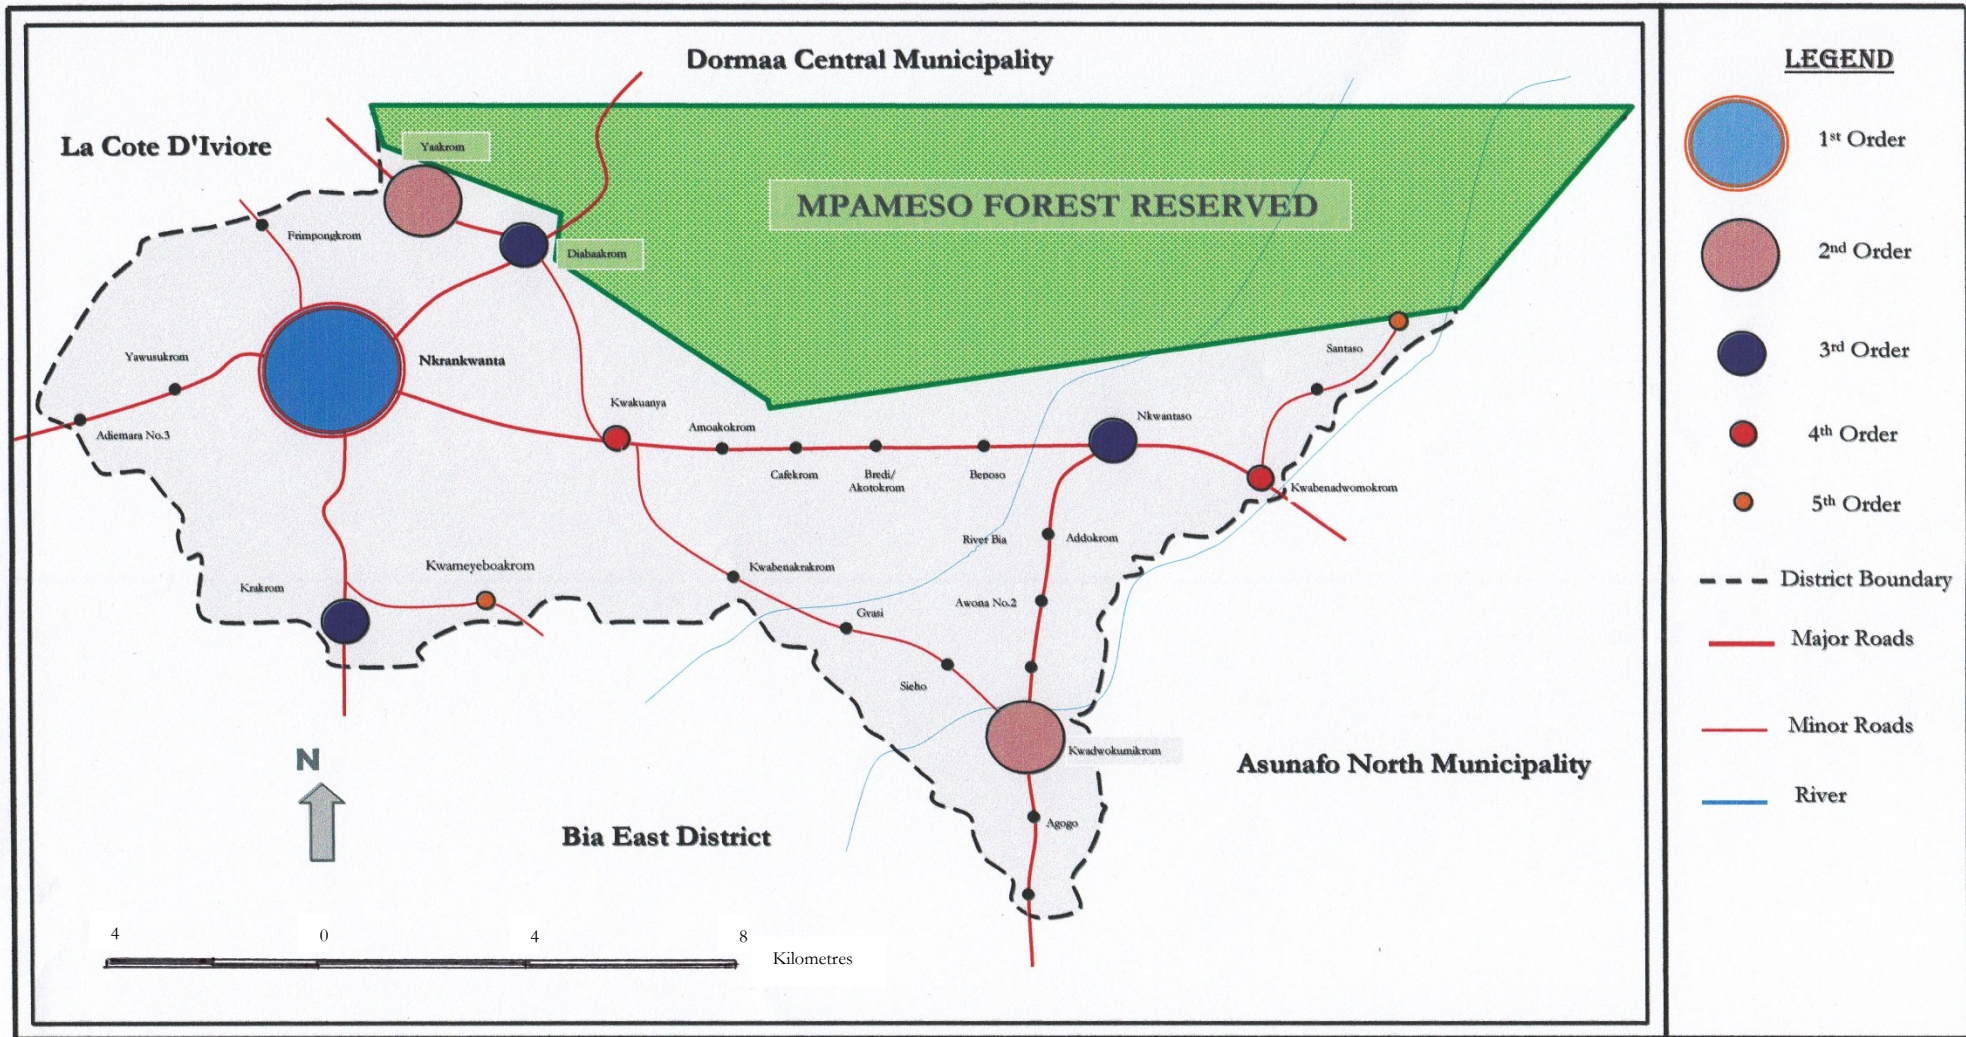 Dormaa Central Municipality
La Cote D'Iviore
Yaakrom
MPAMESO FOREST RESERVED
Frimpongkrom
Diabaakrom
Santaso
Yawusukrom
Nkrankwanta
Kwakuanya
Nkwantaso
Adiemara No.3
Amoakokrom
Cafekrom
Bredi/
Akotokrom
Benoso
Kwabenadwomokrom
River Bia
Addokrom
Kwabenakrakrom
Kwameyeboakrom
Krakrom
Awona No.2
Gyasi
Sieho
Kwadwokumikrom
N
Asunafo North Municipality
Bia East District
Agogo
4 0 4 8
Kilometres
LEGEND
1st Order
2nd Order
3rd Order
4th Order
5th Order
District Boundary
Major Roads
Minor Roads
River